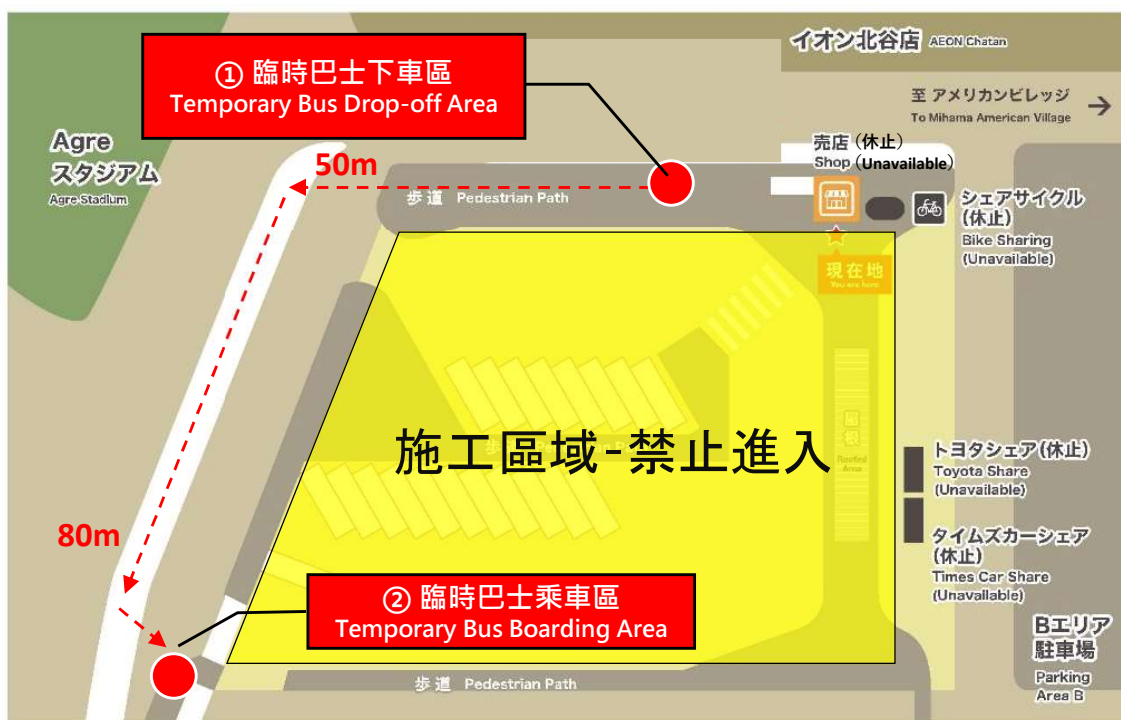 イオン北谷店 AEON Chatan
① 臨時巴士下車區
Temporary Bus Drop-off Area
至 アメリカンビレッジ
To Mihama American Village
Agre
スタジアム
Agre Stadium
50m
売店（休止）
Shop（Unavailable）
歩道 Pedestrian Path
シェアサイクル
(休止)
Bike Sharing
(Unavailable)
現在地
You are here
施工區域-禁止進入
屋根
Roofed
Area
トヨタシェア(休止)
Toyota Share
(Unavailable)
80m
タイムズカーシェア
(休止)
Times Car Share
(Unavailable)
② 臨時巴士乘車區
Temporary Bus Boarding Area
Bエリア
駐車場
Parking
Area B
歩道 Pedestrian Path